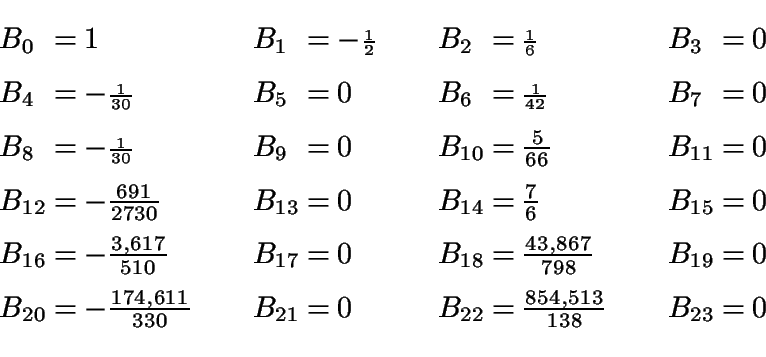 B₀ = 1 B₁ = −1/2 B₂ = 1/6 B₃ = 0
B₄ = −1/30 B₅ = 0 B₆ = 1/42 B₇ = 0
B₈ = −1/30 B₉ = 0 B₁₀ = 5/66 B₁₁ = 0
B₁₂ = −691/2730 B₁₃ = 0 B₁₄ = 7/6 B₁₅ = 0
B₁₆ = −3,617/510 B₁₇ = 0 B₁₈ = 43,867/798 B₁₉ = 0
B₂₀ = −174,611/330 B₂₁ = 0 B₂₂ = 854,513/138 B₂₃ = 0